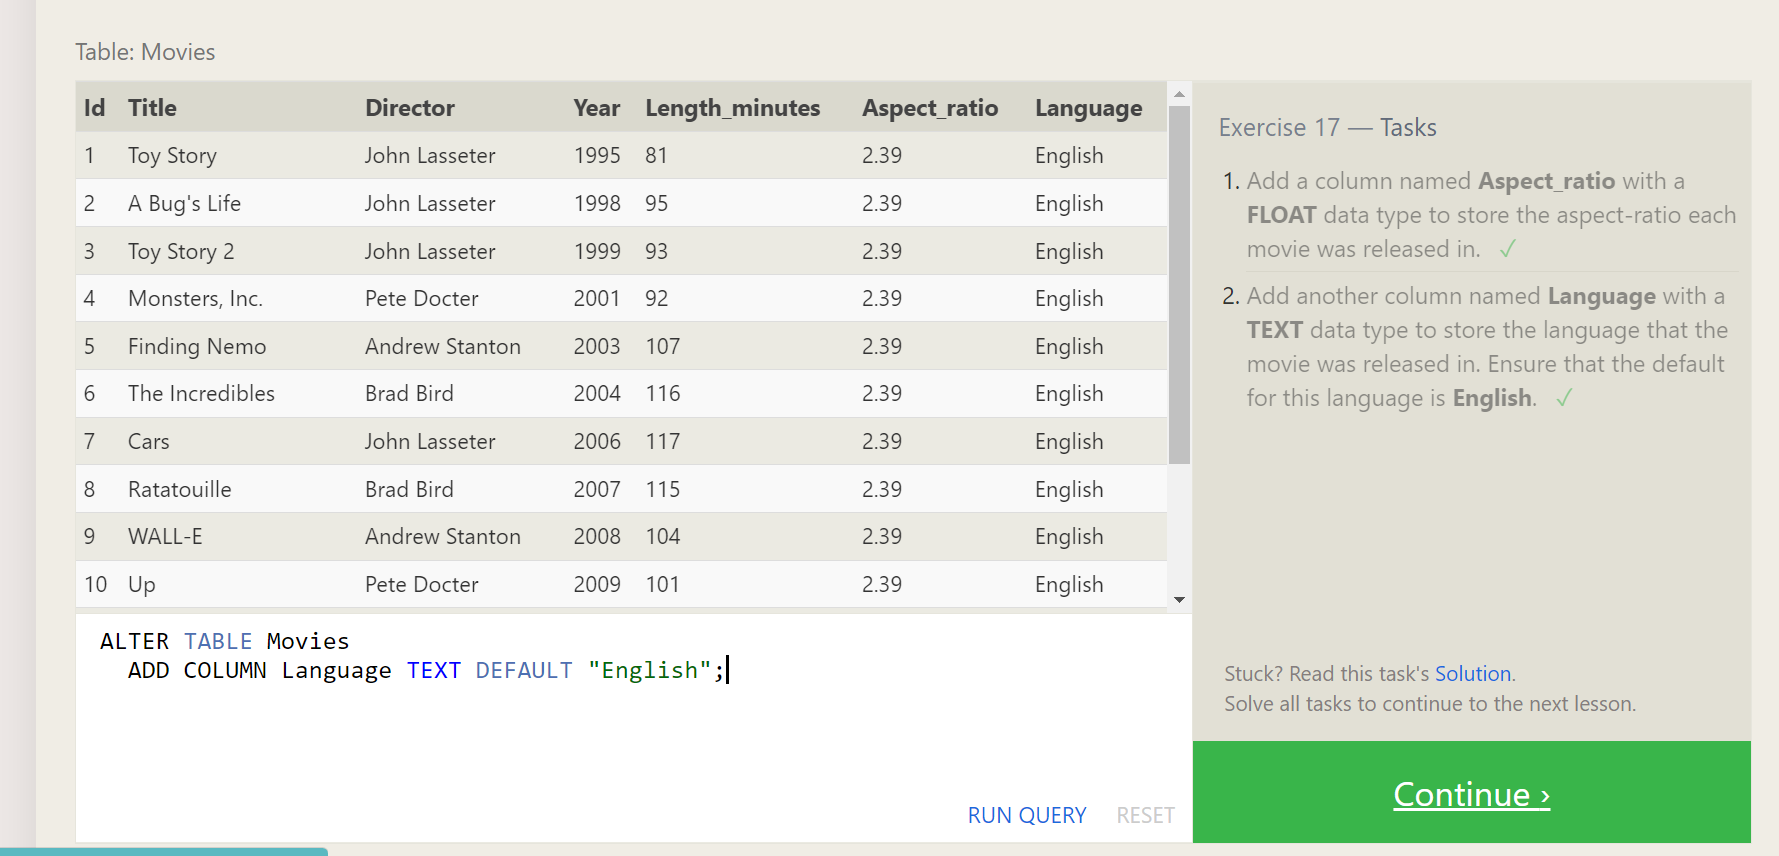 Table: Movies
Id Title Director Year Length_minutes Aspect_ratio Language
1 Toy Story John Lasseter 1995 81 2.39 English
2 A Bug's Life John Lasseter 1998 95 2.39 English
3 Toy Story 2 John Lasseter 1999 93 2.39 English
4 Monsters, Inc. Pete Docter 2001 92 2.39 English
5 Finding Nemo Andrew Stanton 2003 107 2.39 English
6 The Incredibles Brad Bird 2004 116 2.39 English
7 Cars John Lasseter 2006 117 2.39 English
8 Ratatouille Brad Bird 2007 115 2.39 English
9 WALL-E Andrew Stanton 2008 104 2.39 English
10 Up Pete Docter 2009 101 2.39 English
ALTER TABLE Movies
ADD COLUMN Language TEXT DEFAULT "English";
RUN QUERY RESET
Exercise 17 — Tasks
1. Add a column named Aspect_ratio with a
FLOAT data type to store the aspect-ratio each
movie was released in. ✓
2. Add another column named Language with a
TEXT data type to store the language that the
movie was released in. Ensure that the default
for this language is English. ✓
Stuck? Read this task's Solution.
Solve all tasks to continue to the next lesson.
Continue ›